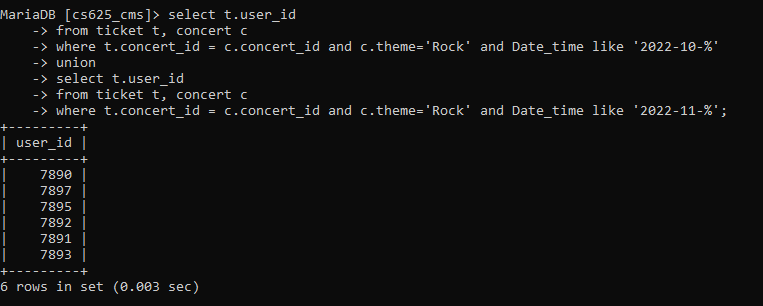 MariaDB [cs625_cms]> select t.user_id
    -> from ticket t, concert c
    -> where t.concert_id = c.concert_id and c.theme='Rock' and Date_time like '2022-10-%'
    -> union
    -> select t.user_id
    -> from ticket t, concert c
    -> where t.concert_id = c.concert_id and c.theme='Rock' and Date_time like '2022-11-%';
+---------+
| user_id |
+---------+
|    7890 |
|    7897 |
|    7895 |
|    7892 |
|    7891 |
|    7893 |
+---------+
6 rows in set (0.003 sec)